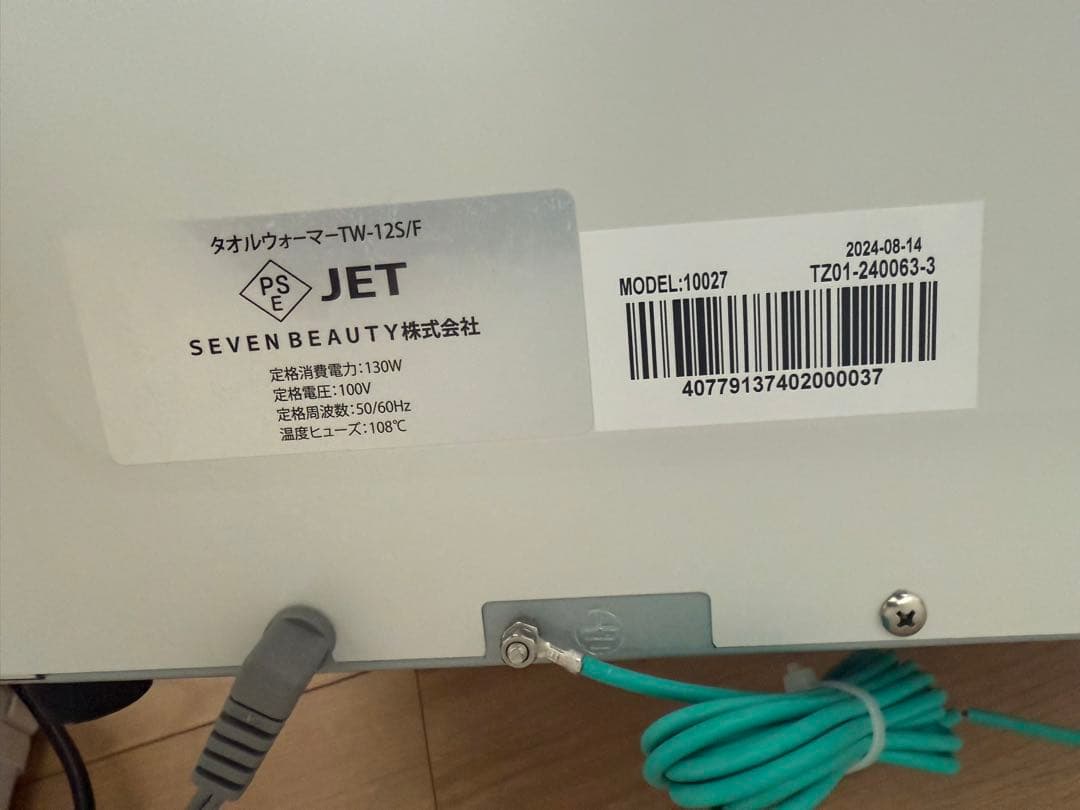 タオルウォーマーTW-12S/F
PS
E
JET
SEVEN BEAUTY株式会社
定格消費電力:130W
定格電圧:100V
定格周波数:50/60Hz
温度ヒューズ:108℃
2024-08-14
MODEL:10027
TZ01-240063-3
40779137402000037